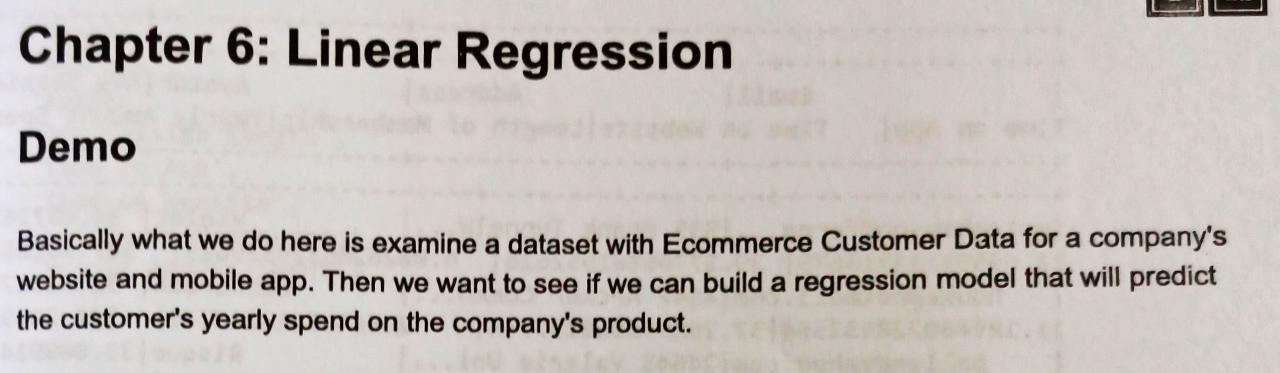 Chapter 6: Linear Regression
Demo
Basically what we do here is examine a dataset with Ecommerce Customer Data for a company's
website and mobile app. Then we want to see if we can build a regression model that will predict
the customer's yearly spend on the company's product.